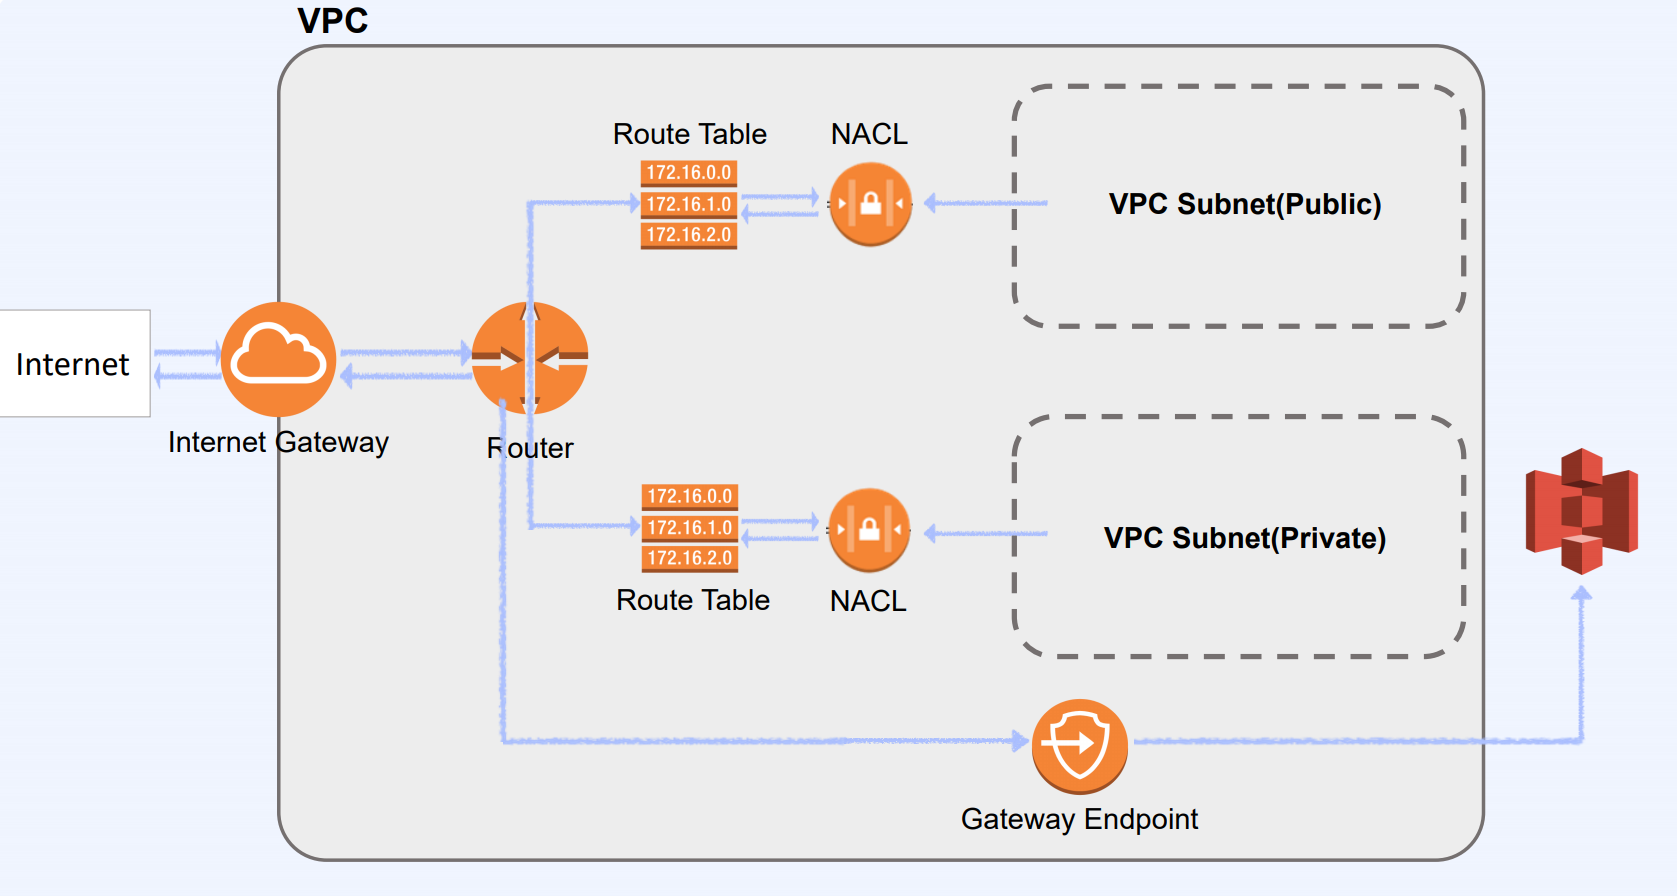 VPC
Route Table
NACL
172.16.0.0
172.16.1.0
172.16.2.0
VPC Subnet(Public)
Internet
Internet Gateway
Router
172.16.0.0
172.16.1.0
172.16.2.0
Route Table
NACL
VPC Subnet(Private)
Gateway Endpoint